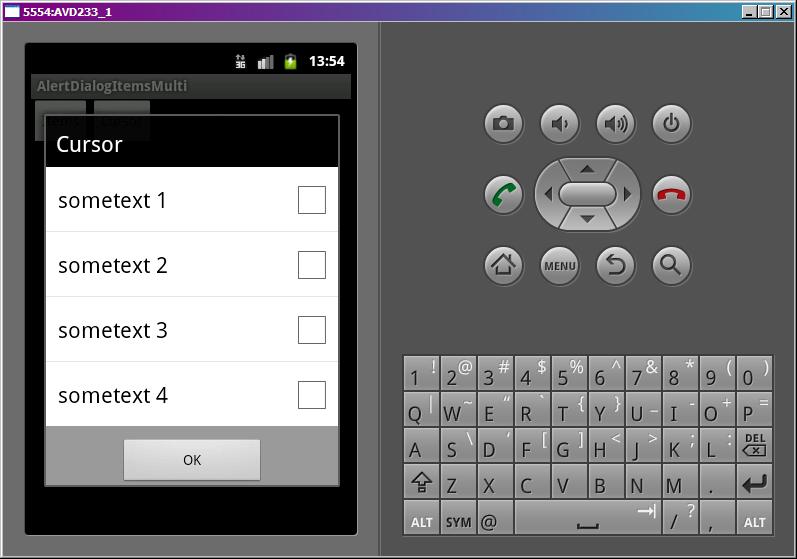 5554:AVD233_1
3G 13:54
AlertDialogItemsMulti
Cursor
sometext 1
sometext 2
sometext 3
sometext 4
OK
MENU
1 ! 2 @ 3 # 4 $ 5 % 6 ^ 7 & 8 * 9 ( 0 )
Q | W ~ E “ R ` T { Y } U _ I - O + P =
A S \ D ‘ F [ G ] H < J > K ; L : DEL
Z X C V B N M .
ALT SYM @ / ? , ALT